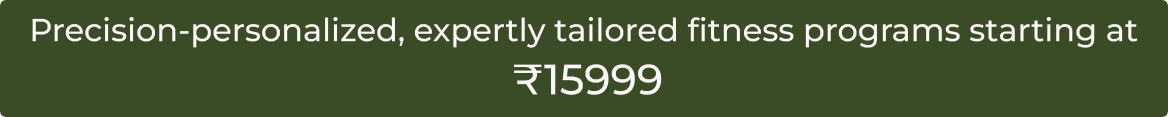 Precision-personalized, expertly tailored fitness programs starting at
₹15999